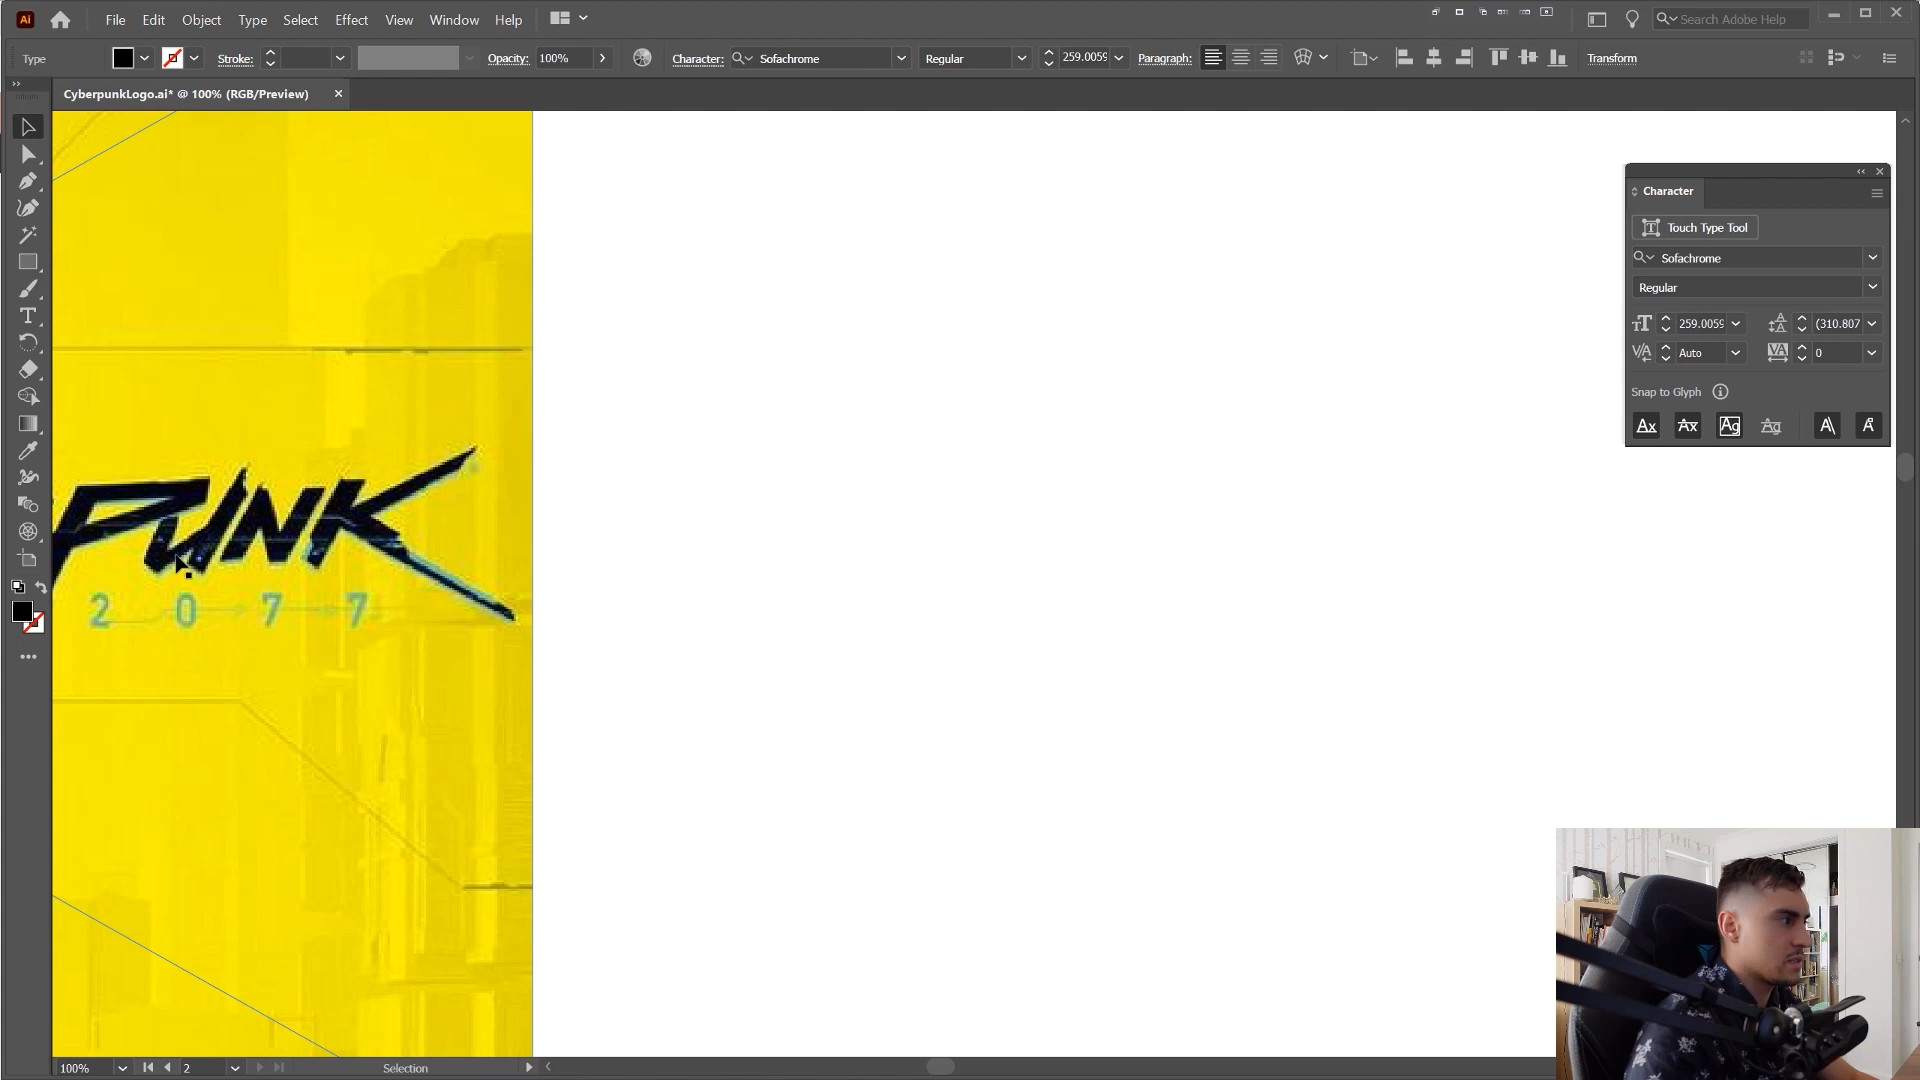 Ai File Edit Object Type Select Effect View Window Help Search Adobe Help
Type Stroke: Opacity: 100% Character: Sofachrome Regular 259.0059 Paragraph: Transform
CyberpunkLogo.ai* @ 100% (RGB/Preview)
Character
Touch Type Tool
Sofachrome
Regular
259.0059 (310.807
Auto 0
Snap to Glyph
PUNK
2 0 7 7
100% 2 Selection